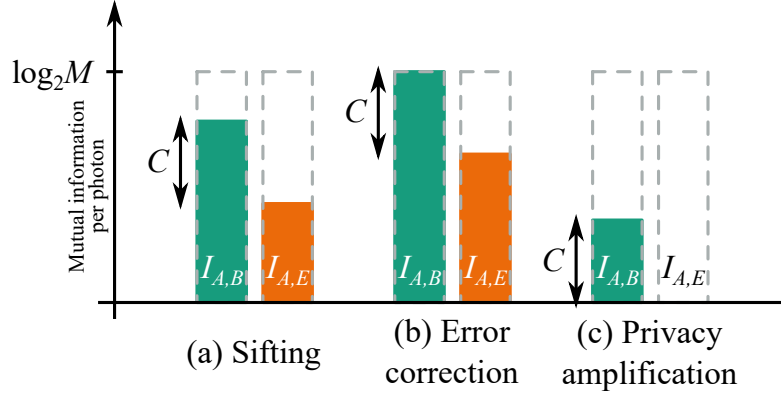 log₂M
Mutual information
per photon
C
I_{A,B}
I_{A,E}
(a) Sifting
C
I_{A,B}
I_{A,E}
(b) Error
correction
C
I_{A,B}
I_{A,E}
(c) Privacy
amplification